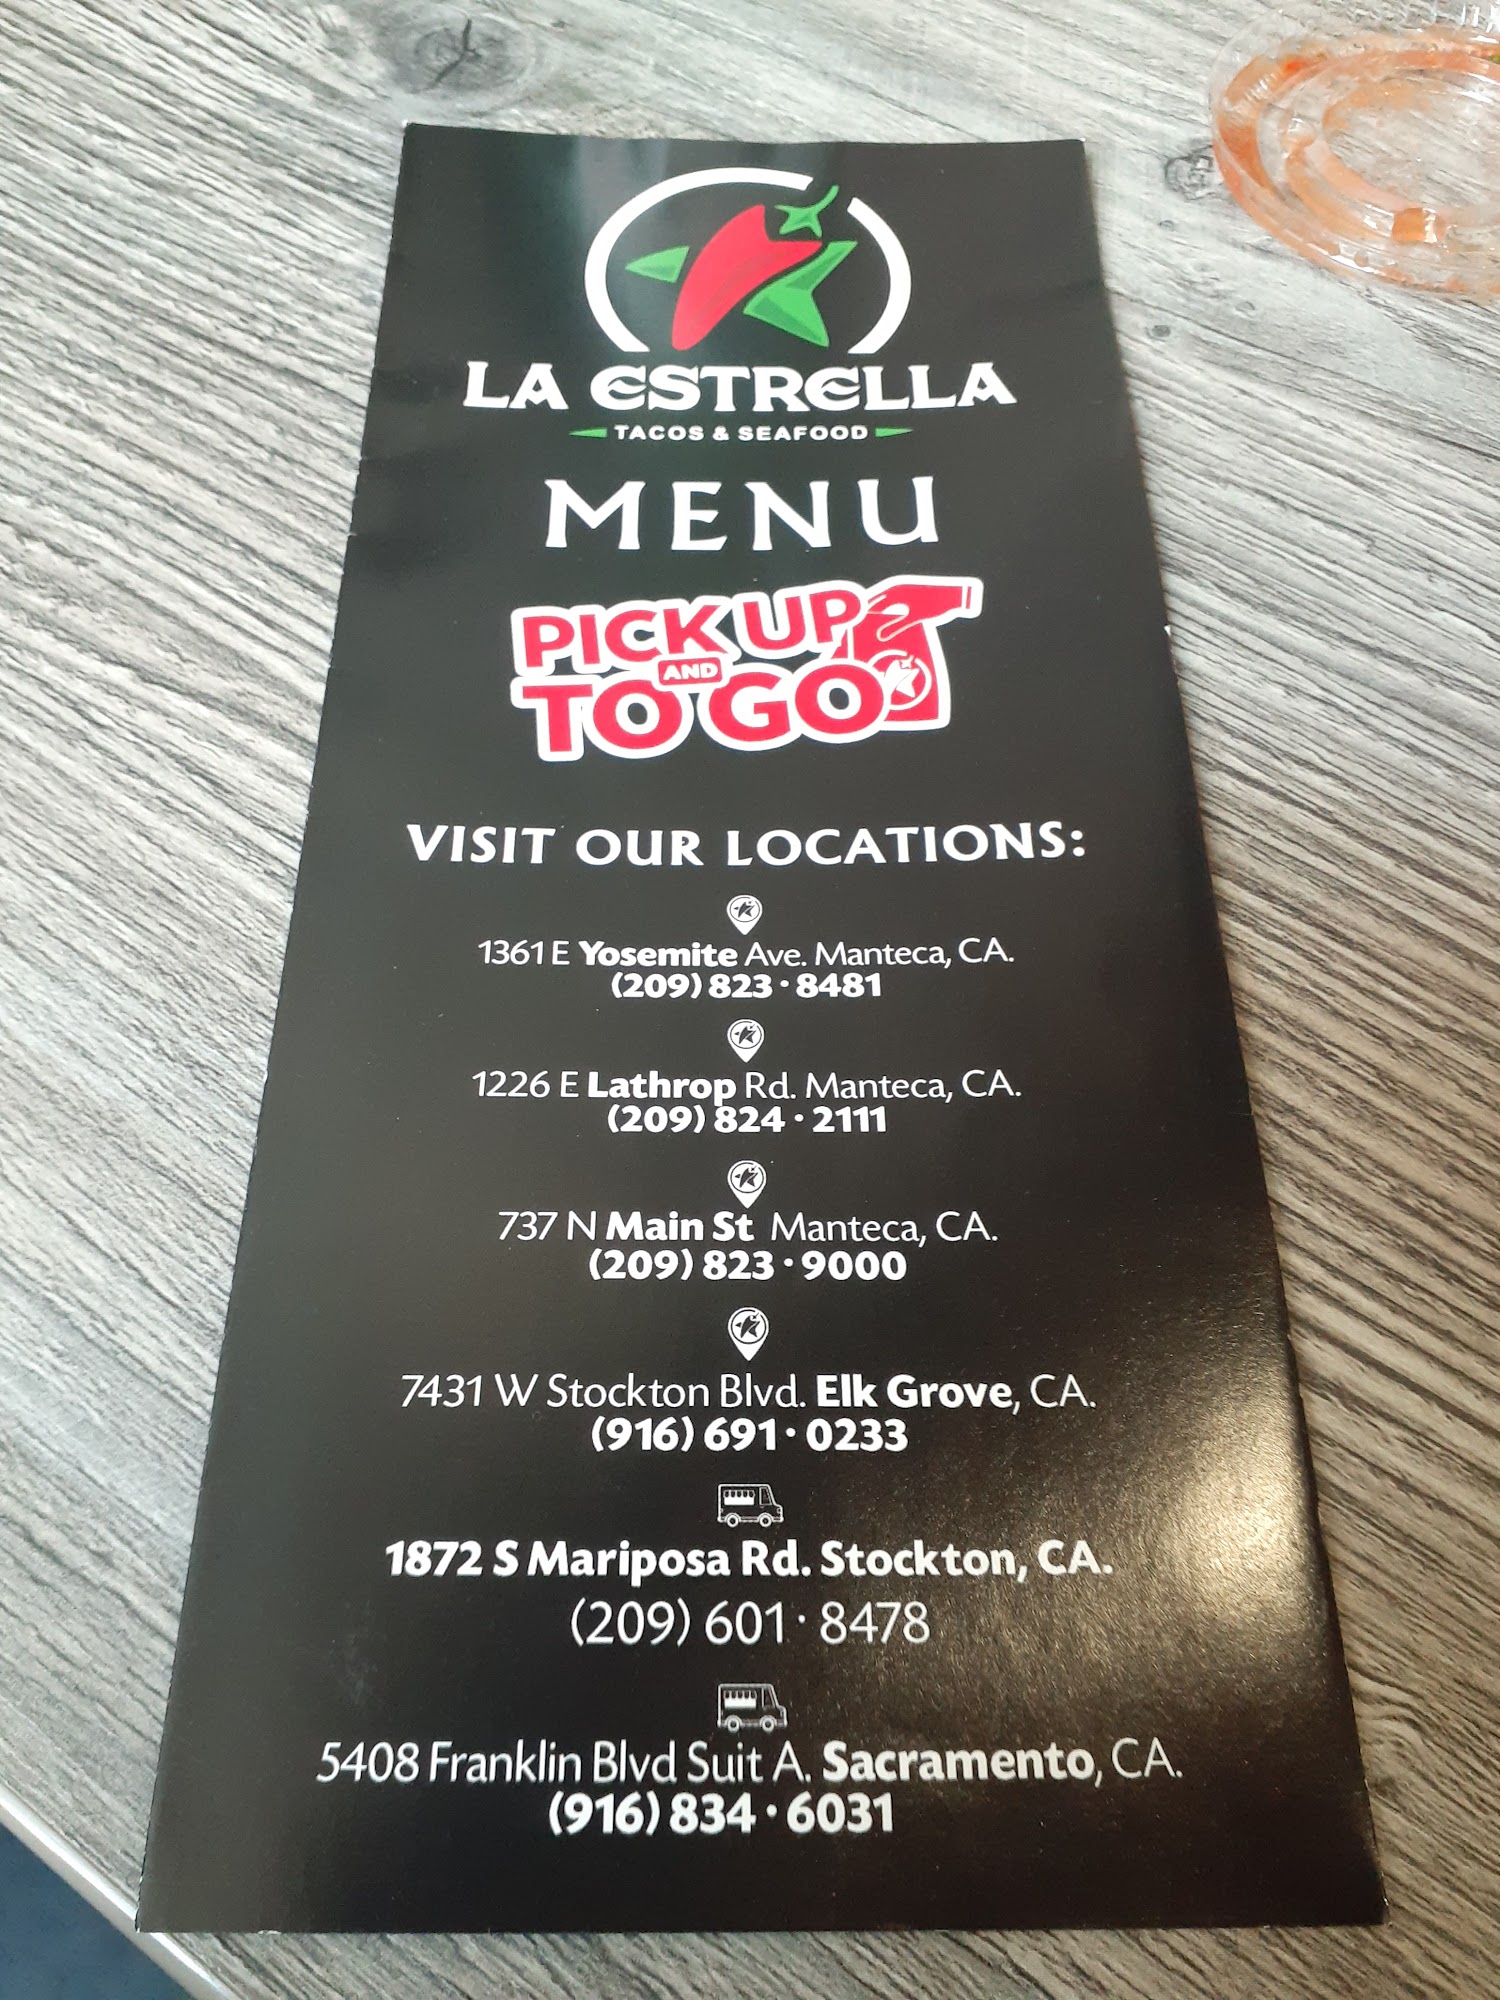 LA ESTRELLA
TACOS & SEAFOOD
MENU
PICK UP
AND
TO GO
VISIT OUR LOCATIONS:
1361 E Yosemite Ave. Manteca, CA.
(209) 823 · 8481
1226 E Lathrop Rd. Manteca, CA.
(209) 824 · 2111
737 N Main St Manteca, CA.
(209) 823 · 9000
7431 W Stockton Blvd. Elk Grove, CA.
(916) 691 · 0233
1872 S Mariposa Rd. Stockton, CA.
(209) 601 · 8478
5408 Franklin Blvd Suit A. Sacramento, CA.
(916) 834 · 6031